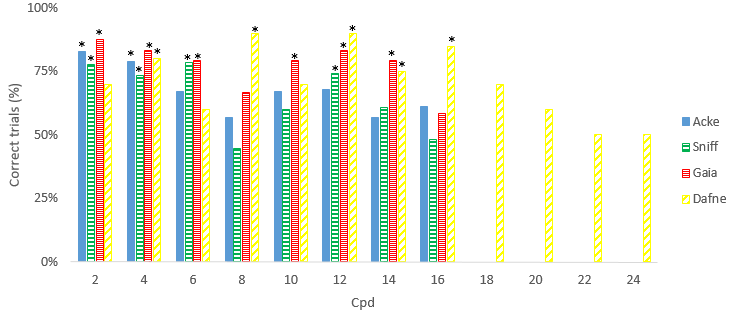 100%
75%
50%
25%
0%
Correct trials (%)
* * * * * * * * * * * * * * * * * *
2 4 6 8 10 12 14 16 18 20 22 24
Cpd
Acke
Sniff
Gaia
Dafne